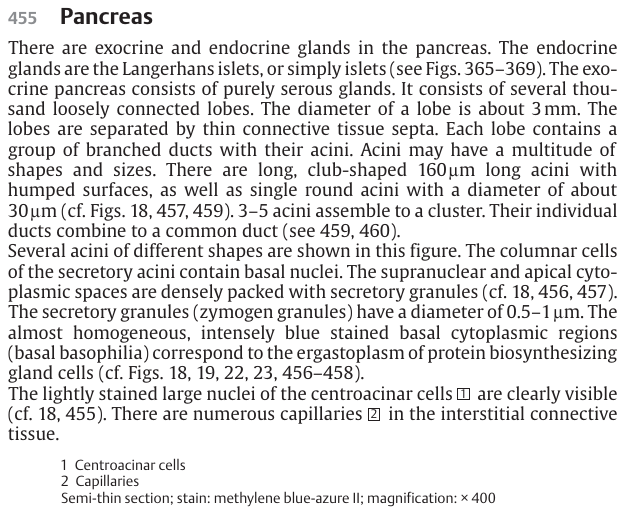 455 Pancreas
There are exocrine and endocrine glands in the pancreas. The endocrine
glands are the Langerhans islets, or simply islets (see Figs. 365–369). The exo-
crine pancreas consists of purely serous glands. It consists of several thou-
sand loosely connected lobes. The diameter of a lobe is about 3 mm. The
lobes are separated by thin connective tissue septa. Each lobe contains a
group of branched ducts with their acini. Acini may have a multitude of
shapes and sizes. There are long, club-shaped 160 µm long acini with
humped surfaces, as well as single round acini with a diameter of about
30 µm (cf. Figs. 18, 457, 459). 3–5 acini assemble to a cluster. Their individual
ducts combine to a common duct (see 459, 460).
Several acini of different shapes are shown in this figure. The columnar cells
of the secretory acini contain basal nuclei. The supranuclear and apical cyto-
plasmic spaces are densely packed with secretory granules (cf. 18, 456, 457).
The secretory granules (zymogen granules) have a diameter of 0.5–1 µm. The
almost homogeneous, intensely blue stained basal cytoplasmic regions
(basal basophilia) correspond to the ergastoplasm of protein biosynthesizing
gland cells (cf. Figs. 18, 19, 22, 23, 456–458).
The lightly stained large nuclei of the centroacinar cells 1 are clearly visible
(cf. 18, 455). There are numerous capillaries 2 in the interstitial connective
tissue.
1 Centroacinar cells
2 Capillaries
Semi-thin section; stain: methylene blue-azure II; magnification: × 400